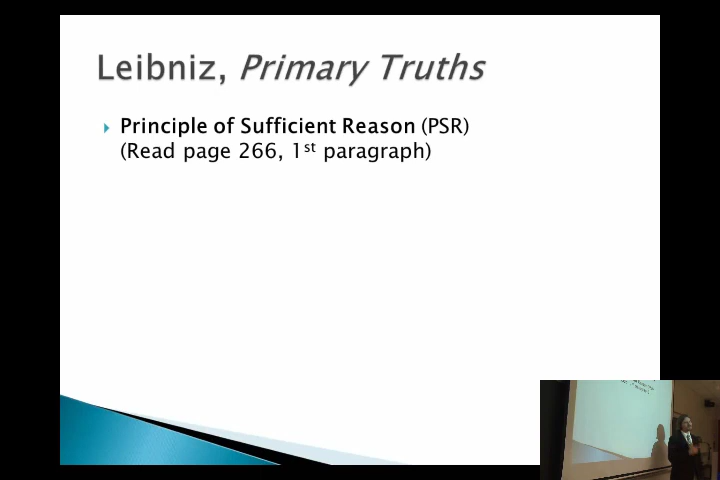 Leibniz, Primary Truths
Principle of Sufficient Reason (PSR)
(Read page 266, 1st paragraph)